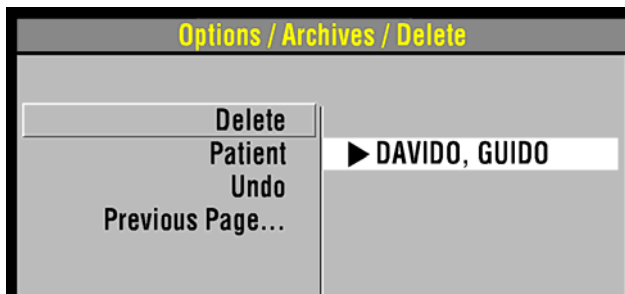 Options / Archives / Delete
Delete
Patient ▶ DAVIDO, GUIDO
Undo
Previous Page...